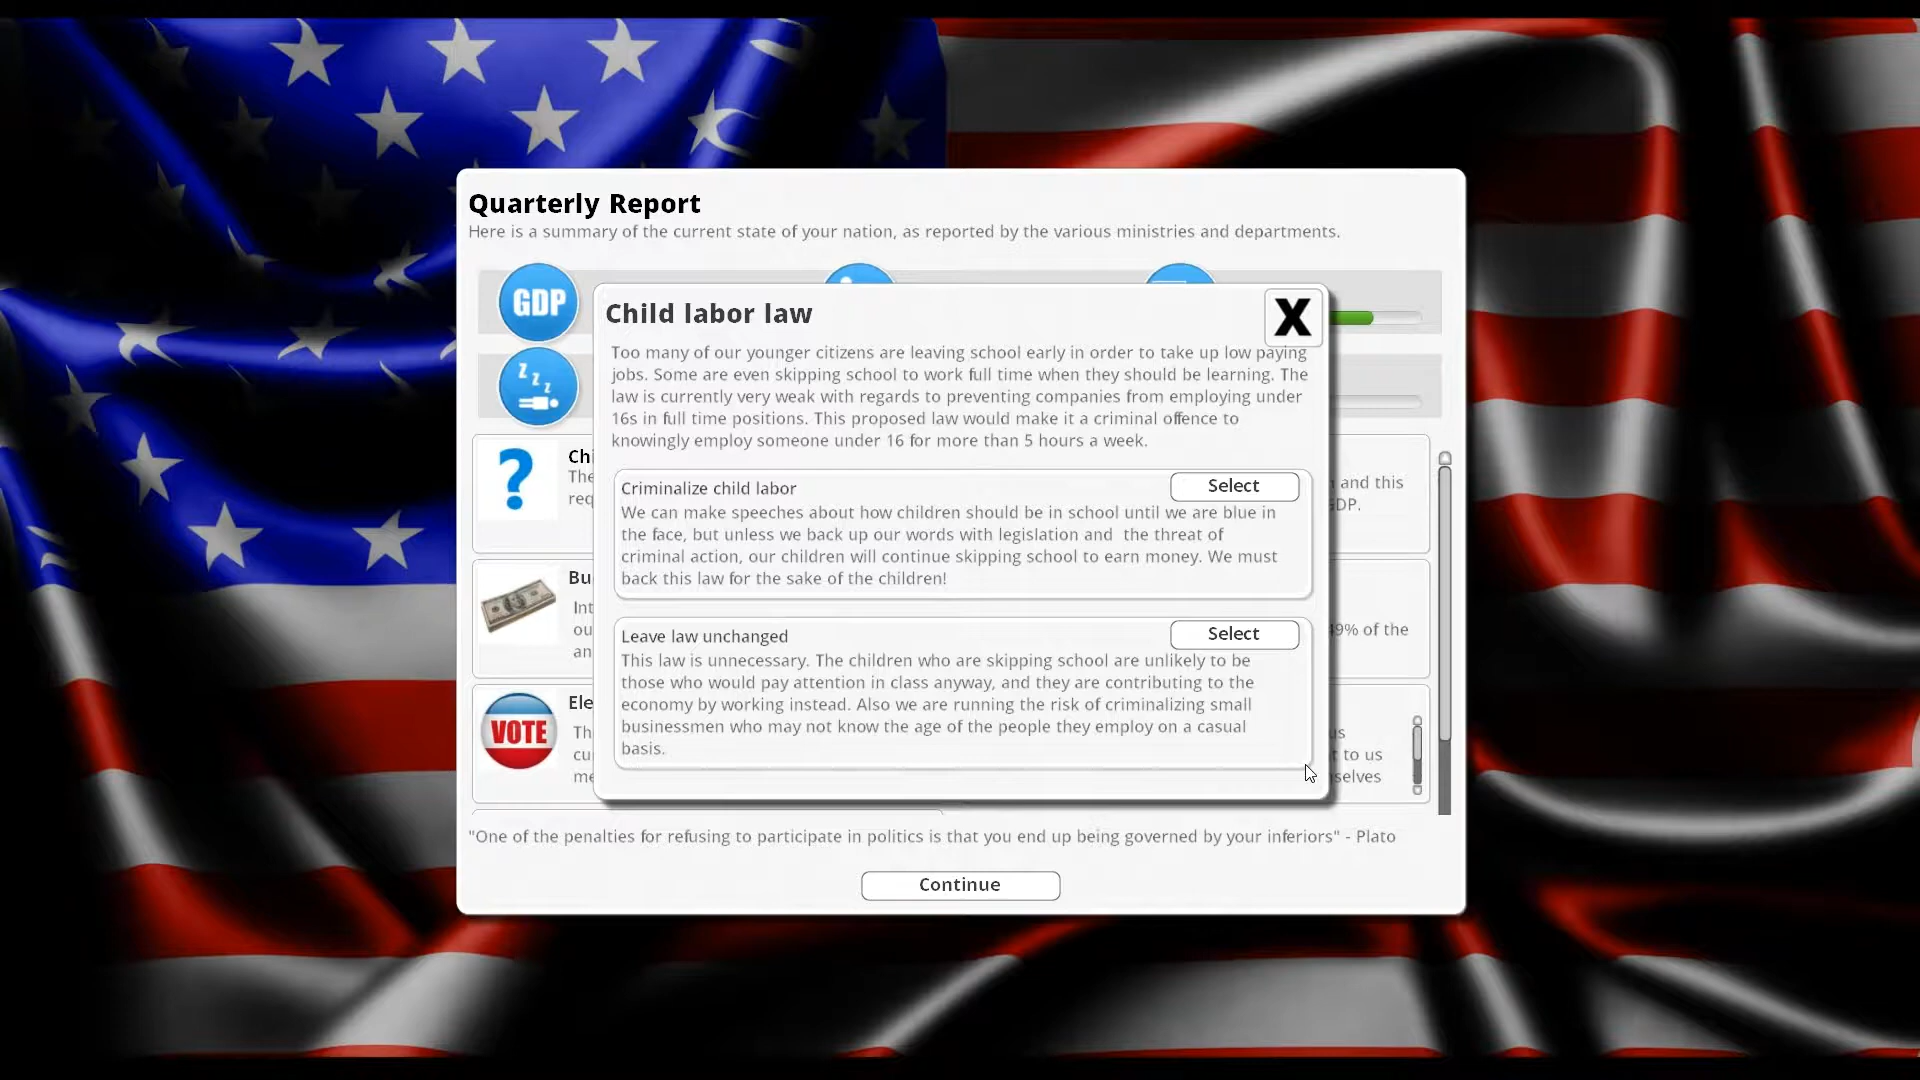 Quarterly Report
Here is a summary of the current state of your nation, as reported by the various ministries and departments.
GDP
Child labor law
X
Too many of our younger citizens are leaving school early in order to take up low paying
jobs. Some are even skipping school to work full time when they should be learning. The
law is currently very weak with regards to preventing companies from employing under
16s in full time positions. This proposed law would make it a criminal offence to
knowingly employ someone under 16 for more than 5 hours a week.
Criminalize child labor
Select
We can make speeches about how children should be in school until we are blue in
the face, but unless we back up our words with legislation and  the threat of
criminal action, our children will continue skipping school to earn money. We must
back this law for the sake of the children!
Leave law unchanged
Select
This law is unnecessary. The children who are skipping school are unlikely to be
those who would pay attention in class anyway, and they are contributing to the
economy by working instead. Also we are running the risk of criminalizing small
businessmen who may not know the age of the people they employ on a casual
basis.
z z z
?
and this
VOTE
49% of the
to us
"One of the penalties for refusing to participate in politics is that you end up being governed by your inferiors" - Plato
Continue